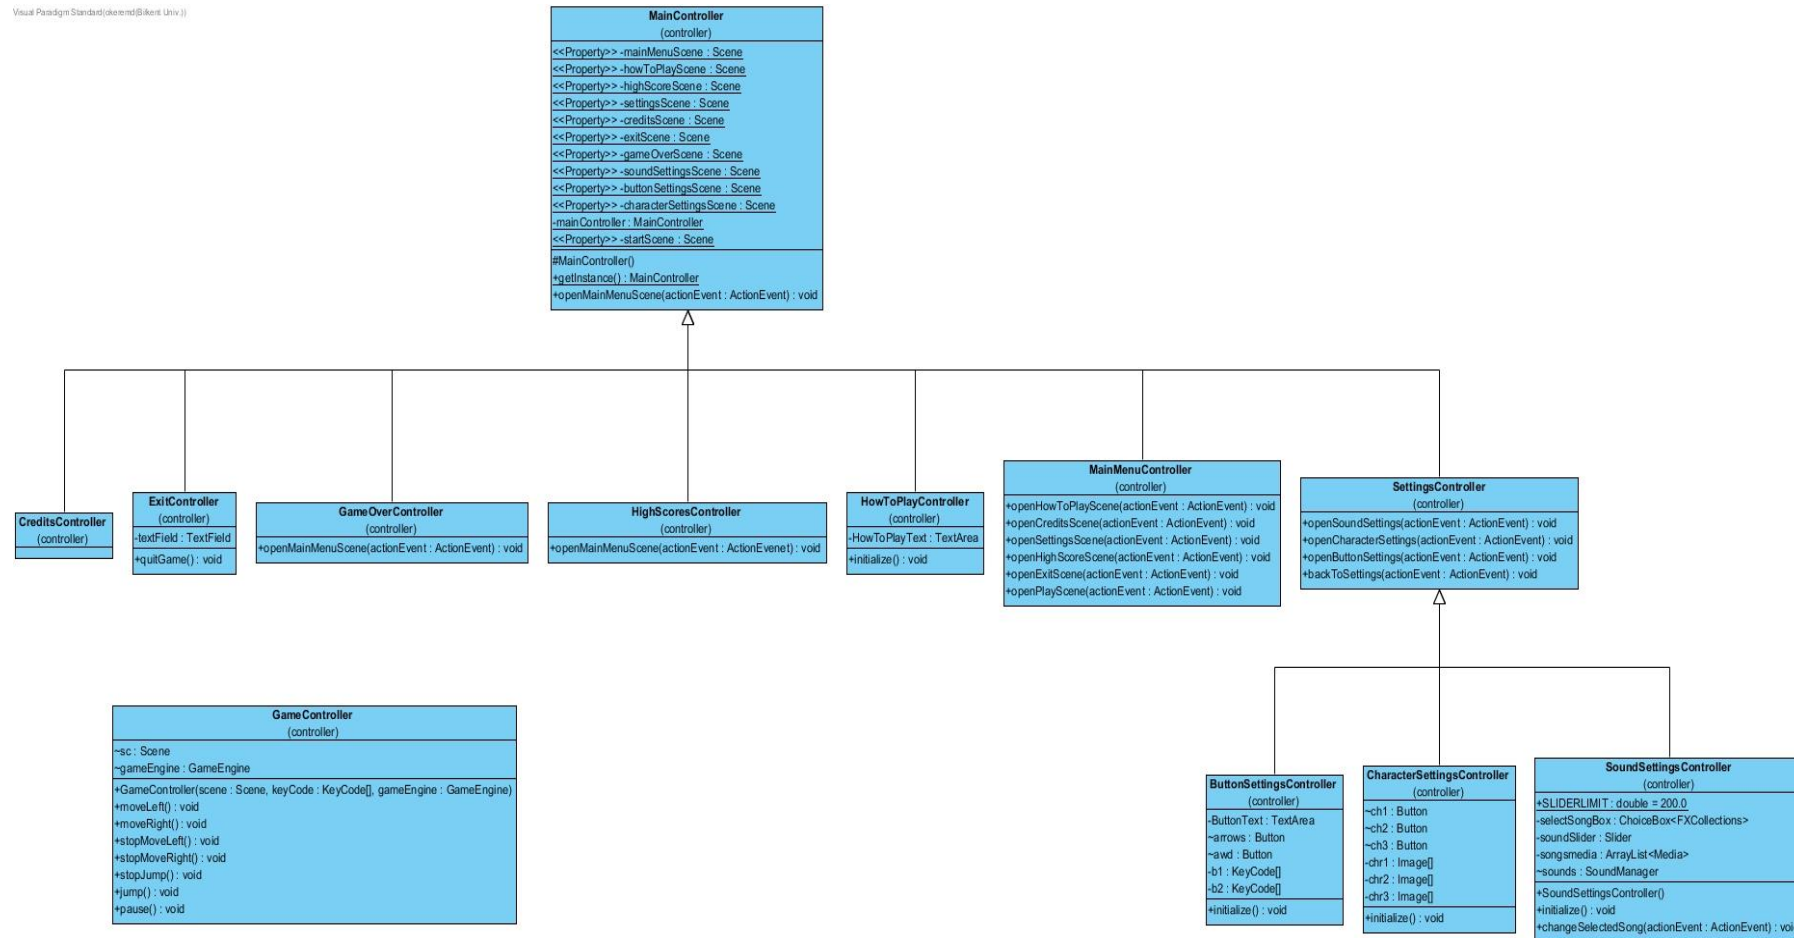 Visual Paradigm Standard(okeremd(Bilkent Univ.))
MainController
(controller)
<<Property>> -mainMenuScene : Scene
<<Property>> -howToPlayScene : Scene
<<Property>> -highScoreScene : Scene
<<Property>> -settingsScene : Scene
<<Property>> -creditsScene : Scene
<<Property>> -exitScene : Scene
<<Property>> -gameOverScene : Scene
<<Property>> -soundSettingsScene : Scene
<<Property>> -buttonSettingsScene : Scene
<<Property>> -characterSettingsScene : Scene
-mainController : MainController
<<Property>> -startScene : Scene
#MainController()
+getInstance() : MainController
+openMainMenuScene(actionEvent : ActionEvent) : void
CreditsController
(controller)
ExitController
(controller)
-textField : TextField
+quitGame() : void
GameOverController
(controller)
+openMainMenuScene(actionEvent : ActionEvent) : void
HighScoresController
(controller)
+openMainMenuScene(actionEvent : ActionEvenet) : void
HowToPlayController
(controller)
-HowToPlayText : TextArea
+initialize() : void
MainMenuController
(controller)
+openHowToPlayScene(actionEvent : ActionEvent) : void
+openCreditsScene(actionEvent : ActionEvent) : void
+openSettingsScene(actionEvent : ActionEvent) : void
+openHighScoreScene(actionEvent : ActionEvent) : void
+openExitScene(actionEvent : ActionEvent) : void
+openPlayScene(actionEvent : ActionEvent) : void
SettingsController
(controller)
+openSoundSettings(actionEvent : ActionEvent) : void
+openCharacterSettings(actionEvent : ActionEvent) : void
+openButtonSettings(actionEvent : ActionEvent) : void
+backToSettings(actionEvent : ActionEvent) : void
GameController
(controller)
~sc : Scene
~gameEngine : GameEngine
+GameController(scene : Scene, keyCode : KeyCode[], gameEngine : GameEngine)
+moveLeft() : void
+moveRight() : void
+stopMoveLeft() : void
+stopMoveRight() : void
+stopJump() : void
+jump() : void
+pause() : void
ButtonSettingsController
(controller)
-ButtonText : TextArea
~arrows : Button
~awd : Button
-b1 : KeyCode[]
-b2 : KeyCode[]
+initialize() : void
CharacterSettingsController
(controller)
~ch1 : Button
~ch2 : Button
~ch3 : Button
-chr1 : Image[]
-chr2 : Image[]
-chr3 : Image[]
+initialize() : void
SoundSettingsController
(controller)
+SLIDERLIMIT : double = 200.0
-selectSongBox : ChoiceBox<FXCollections>
-soundSlider : Slider
-songsmedia : ArrayList<Media>
~sounds : SoundManager
+SoundSettingsController()
+initialize() : void
+changeSelectedSong(actionEvent : ActionEvent) : voi